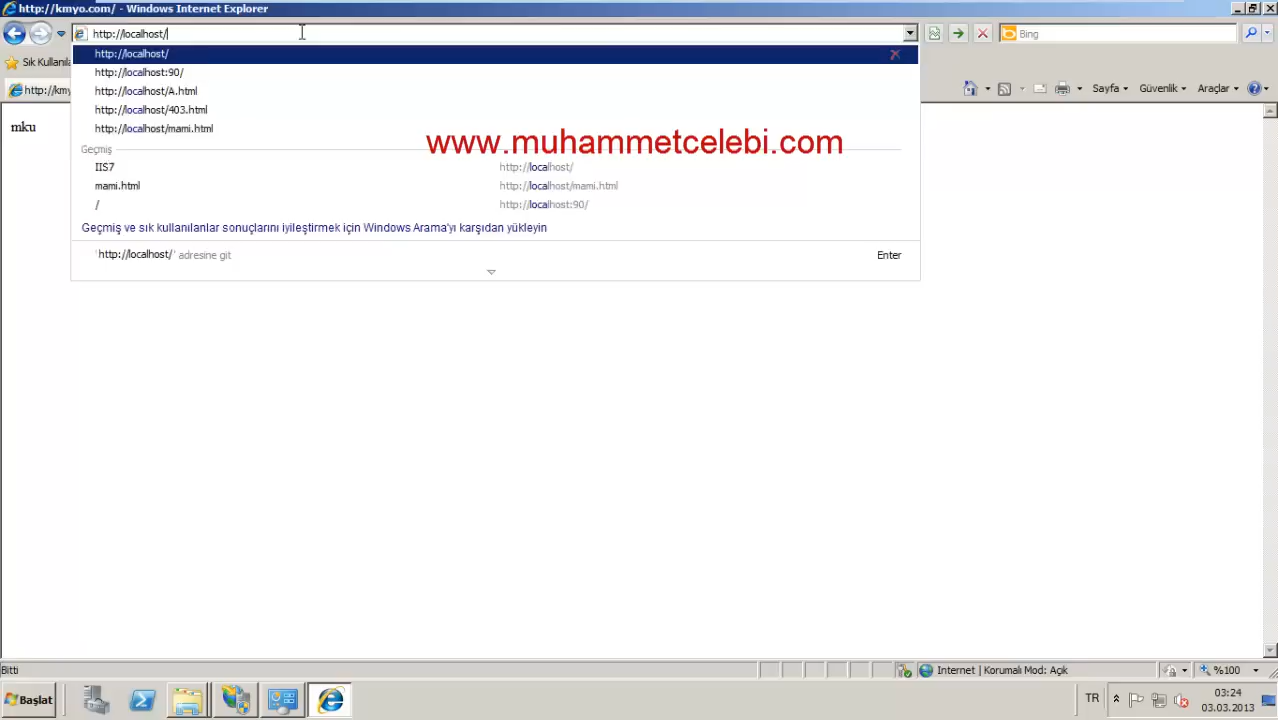 http://kmyo.com/ - Windows Internet Explorer
http://localhost/
Bing
http://localhost/
Sık Kullanıla
http://localhost:90/
http://localhost/A.html
http://kmy
Sayfa
Güvenlik
Araçlar
http://localhost/403.html
mku
http://localhost/mami.html
www.muhammetcelebi.com
Geçmiş
IIS7 http://localhost/
mami.html http://localhost/mami.html
/ http://localhost:90/
Geçmiş ve sık kullanılanlar sonuçlarını iyileştirmek için Windows Arama'yı karşıdan yükleyin
'http://localhost/' adresine git Enter
Bitti
Internet | Korumalı Mod: Açık
%100
Başlat
TR
03:24
03.03.2013